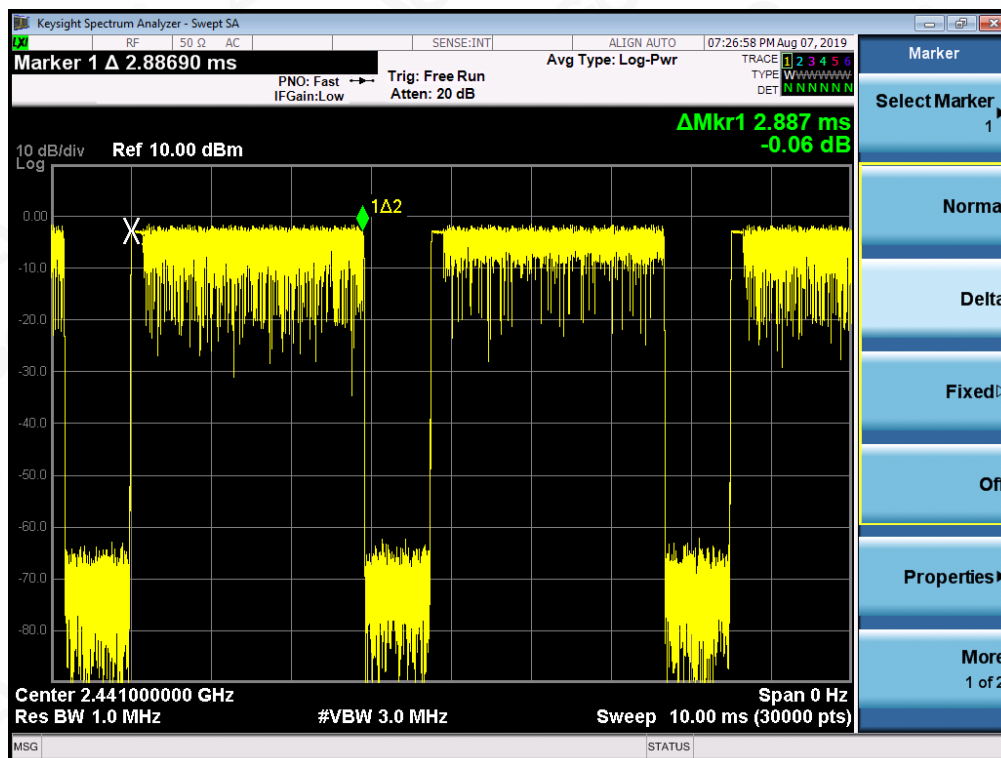 Keysight Spectrum Analyzer - Swept SA
LXI RF 50 Ω AC SENSE:INT ALIGN AUTO 07:26:58 PM Aug 07, 2019
Marker 1 Δ 2.88690 ms
PNO: Fast
IFGain:Low
Trig: Free Run
Atten: 20 dB
Avg Type: Log-Pwr
TRACE 1 2 3 4 5 6
TYPE WWWWWW
DET N N N N N N
ΔMkr1 2.887 ms
-0.06 dB
10 dB/div Ref 10.00 dBm
Log
1Δ2
0.00
-10.0
-20.0
-30.0
-40.0
-50.0
-60.0
-70.0
-80.0
Center 2.441000000 GHz Span 0 Hz
Res BW 1.0 MHz #VBW 3.0 MHz Sweep 10.00 ms (30000 pts)
MSG STATUS
Marker
Select Marker
1
Norma
Delta
Fixed
Off
Properties
More
1 of 2